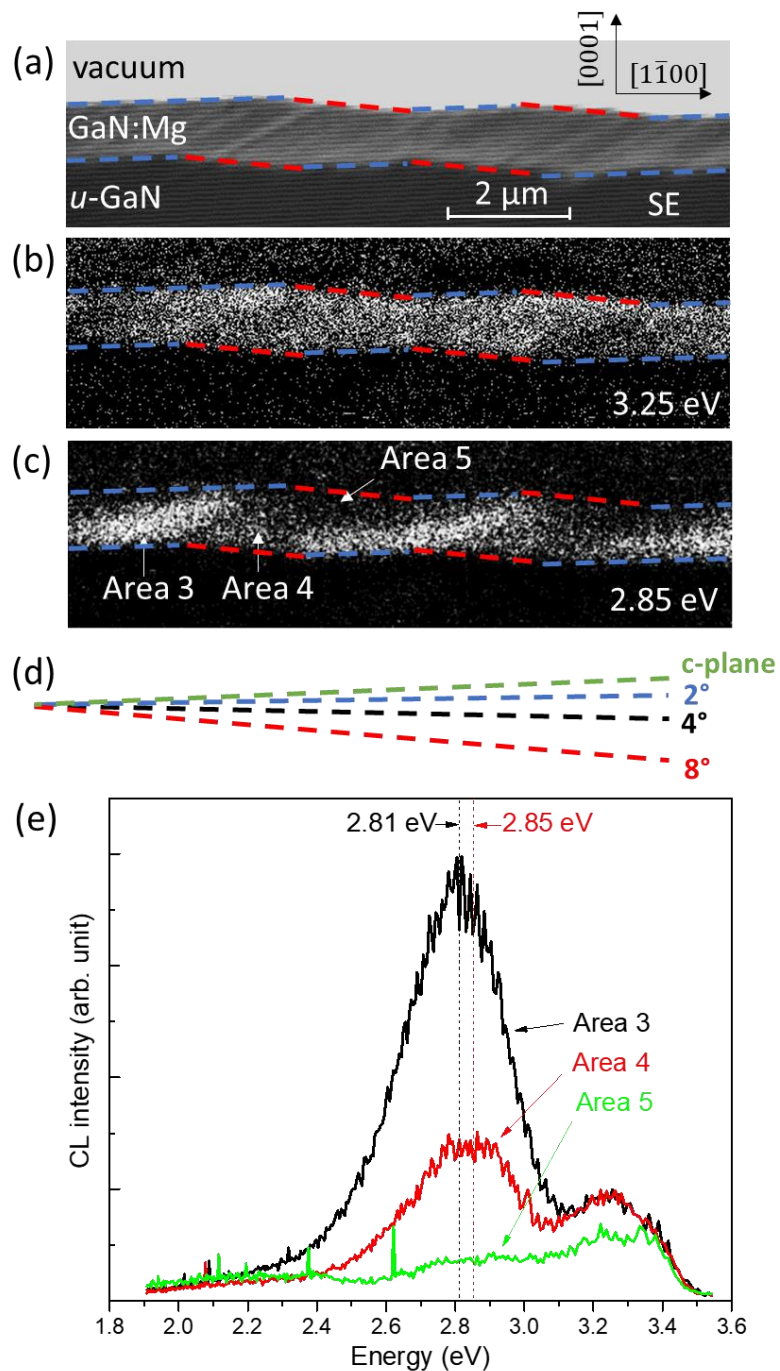 (a)
vacuum
[0001]
[11̅00]
GaN:Mg
u-GaN
2 μm
SE
(b)
3.25 eV
(c)
Area 5
Area 3
Area 4
2.85 eV
(d)
c-plane
2°
4°
8°
(e)
2.81 eV
2.85 eV
Area 3
Area 4
Area 5
CL intensity (arb. unit)
1.8 2.0 2.2 2.4 2.6 2.8 3.0 3.2 3.4 3.6
Energy (eV)